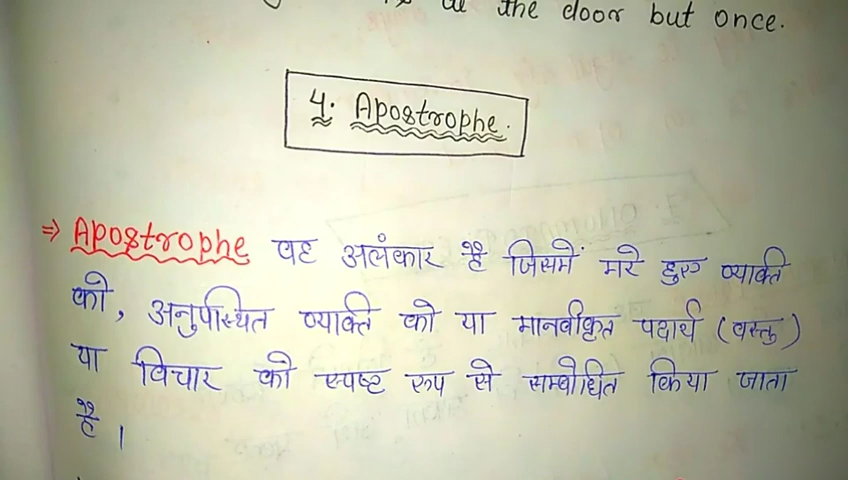 the door but once.
4. Apostrophe.
⇒ Apostrophe वह अलंकार है जिसमें मरे हुए व्यक्ति
को, अनुपस्थित व्यक्ति को या मानवीकृत पदार्थ (वस्तु)
या विचार को स्पष्ट रुप से सम्बोधित किया जाता
है।